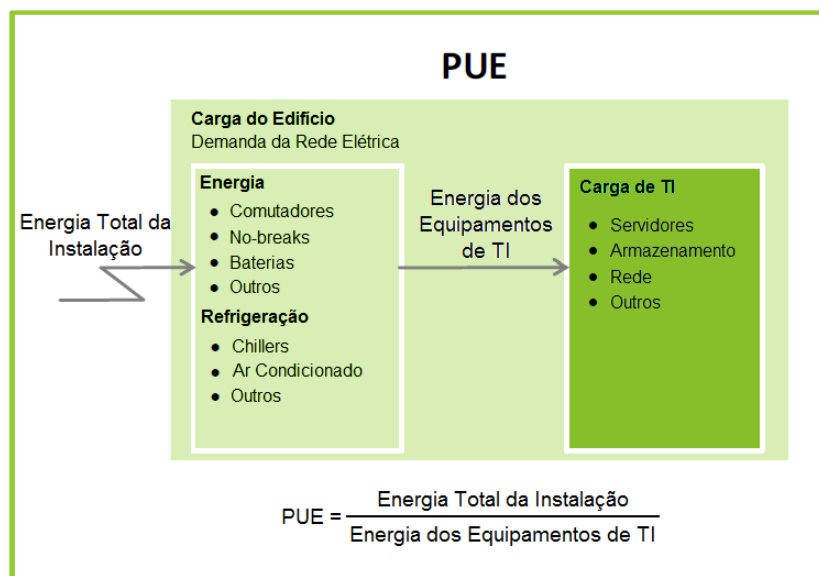 PUE
Carga do Edifício
Demanda da Rede Elétrica
Energia Total da
Instalação
Energia
● Comutadores
● No-breaks
● Baterias
● Outros
Refrigeração
● Chillers
● Ar Condicionado
● Outros
Energia dos
Equipamentos
de TI
Carga de TI
● Servidores
● Armazenamento
● Rede
● Outros
PUE = Energia Total da Instalação
Energia dos Equipamentos de TI